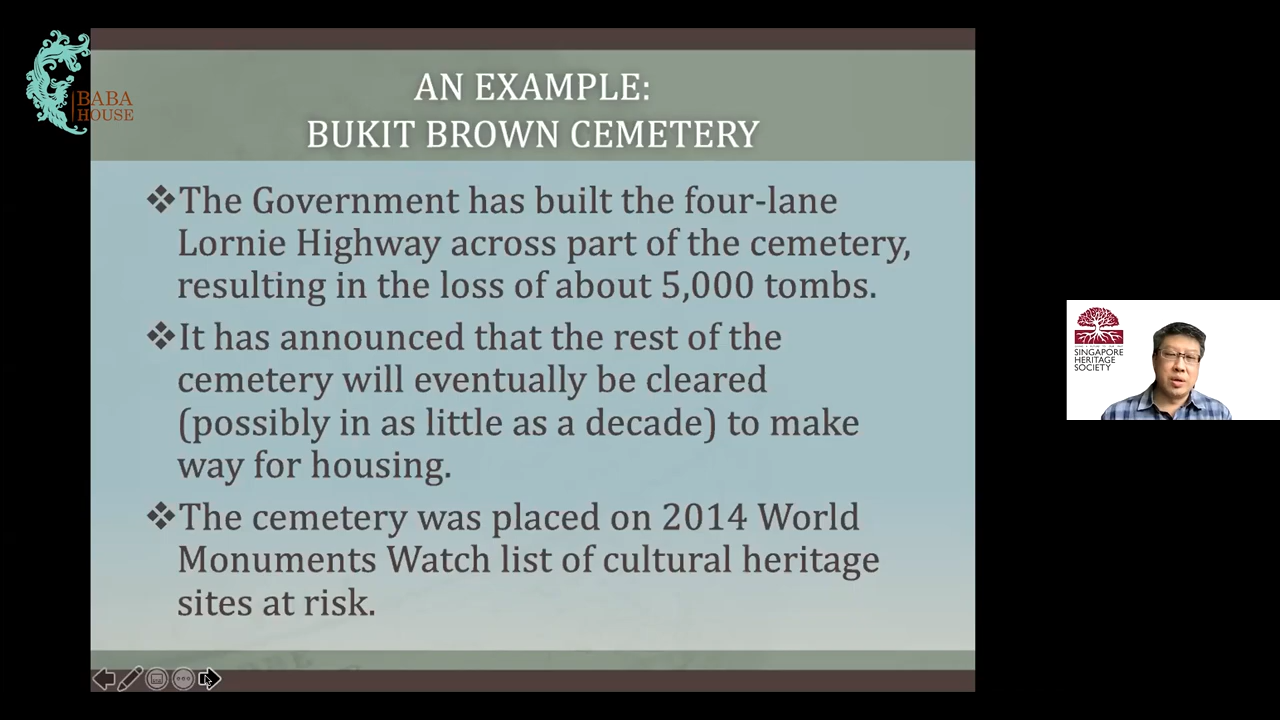 BABA
HOUSE
AN EXAMPLE:
BUKIT BROWN CEMETERY
❖The Government has built the four-lane
Lornie Highway across part of the cemetery,
resulting in the loss of about 5,000 tombs.
❖It has announced that the rest of the
cemetery will eventually be cleared
(possibly in as little as a decade) to make
way for housing.
❖The cemetery was placed on 2014 World
Monuments Watch list of cultural heritage
sites at risk.
SINGAPORE
HERITAGE
SOCIETY